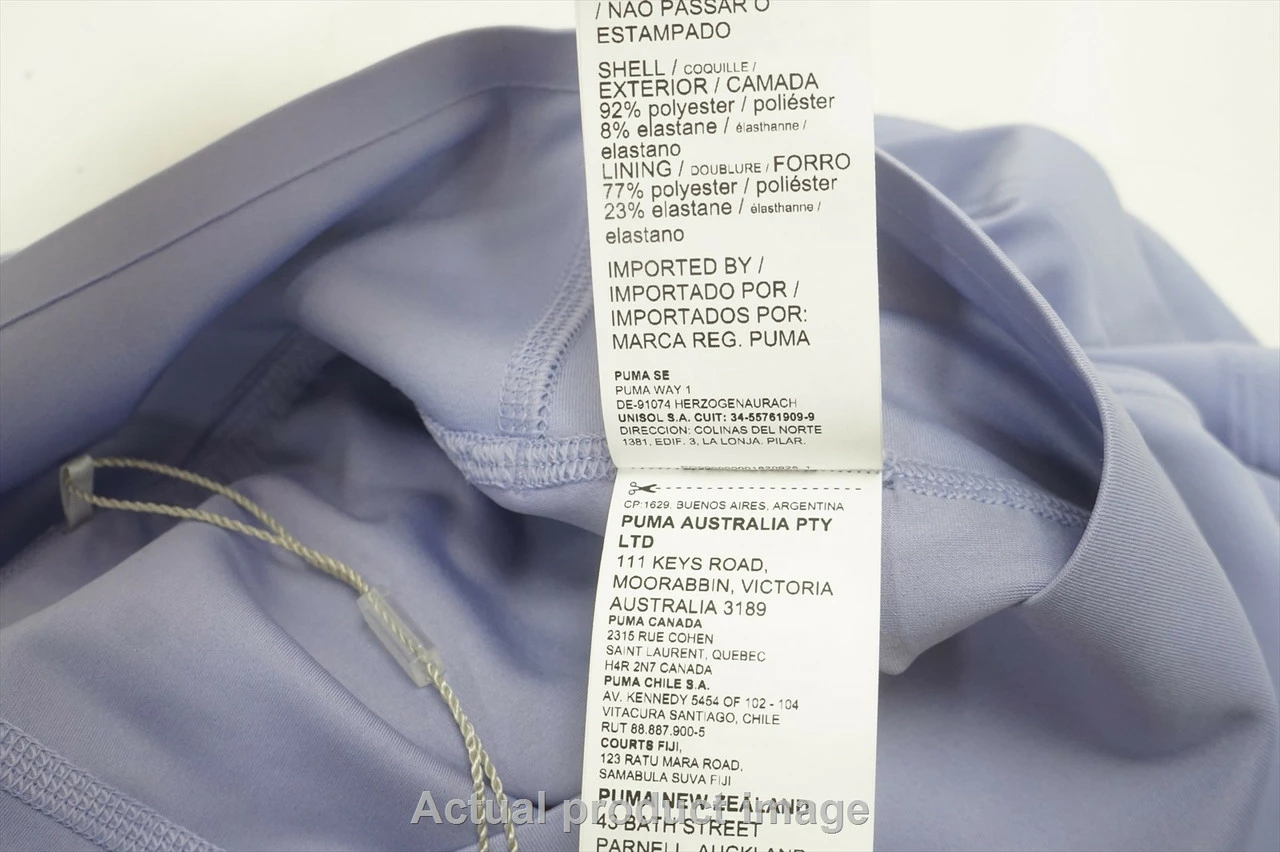 / NÃO PASSAR O
ESTAMPADO
SHELL / COQUILLE /
EXTERIOR / CAMADA
92% polyester / poliéster
8% elastane / élasthanne /
elastano
LINING / DOUBLURE / FORRO
77% polyester / poliéster
23% elastane / élasthanne /
elastano
IMPORTED BY /
IMPORTADO POR /
IMPORTADOS POR:
MARCA REG. PUMA
PUMA SE
PUMA WAY 1
DE-91074 HERZOGENAURACH
UNISOL S.A. CUIT: 34-55761909-9
DIRECCION: COLINAS DEL NORTE
1381, EDIF. 3, LA LONJA. PILAR.
CP:1629. BUENOS AIRES, ARGENTINA
PUMA AUSTRALIA PTY
LTD
111 KEYS ROAD,
MOORABBIN, VICTORIA
AUSTRALIA 3189
PUMA CANADA
2315 RUE COHEN
SAINT LAURENT, QUEBEC
H4R 2N7 CANADA
PUMA CHILE S.A.
AV. KENNEDY 5454 OF 102 - 104
VITACURA SANTIAGO, CHILE
RUT 88.887.900-5
COURTS FIJI,
123 RATU MARA ROAD,
SAMABULA SUVA FIJI
PUMA NEW ZEALAND
Actual product image
43 BATH STREET
PARNELL, AUCKLAND